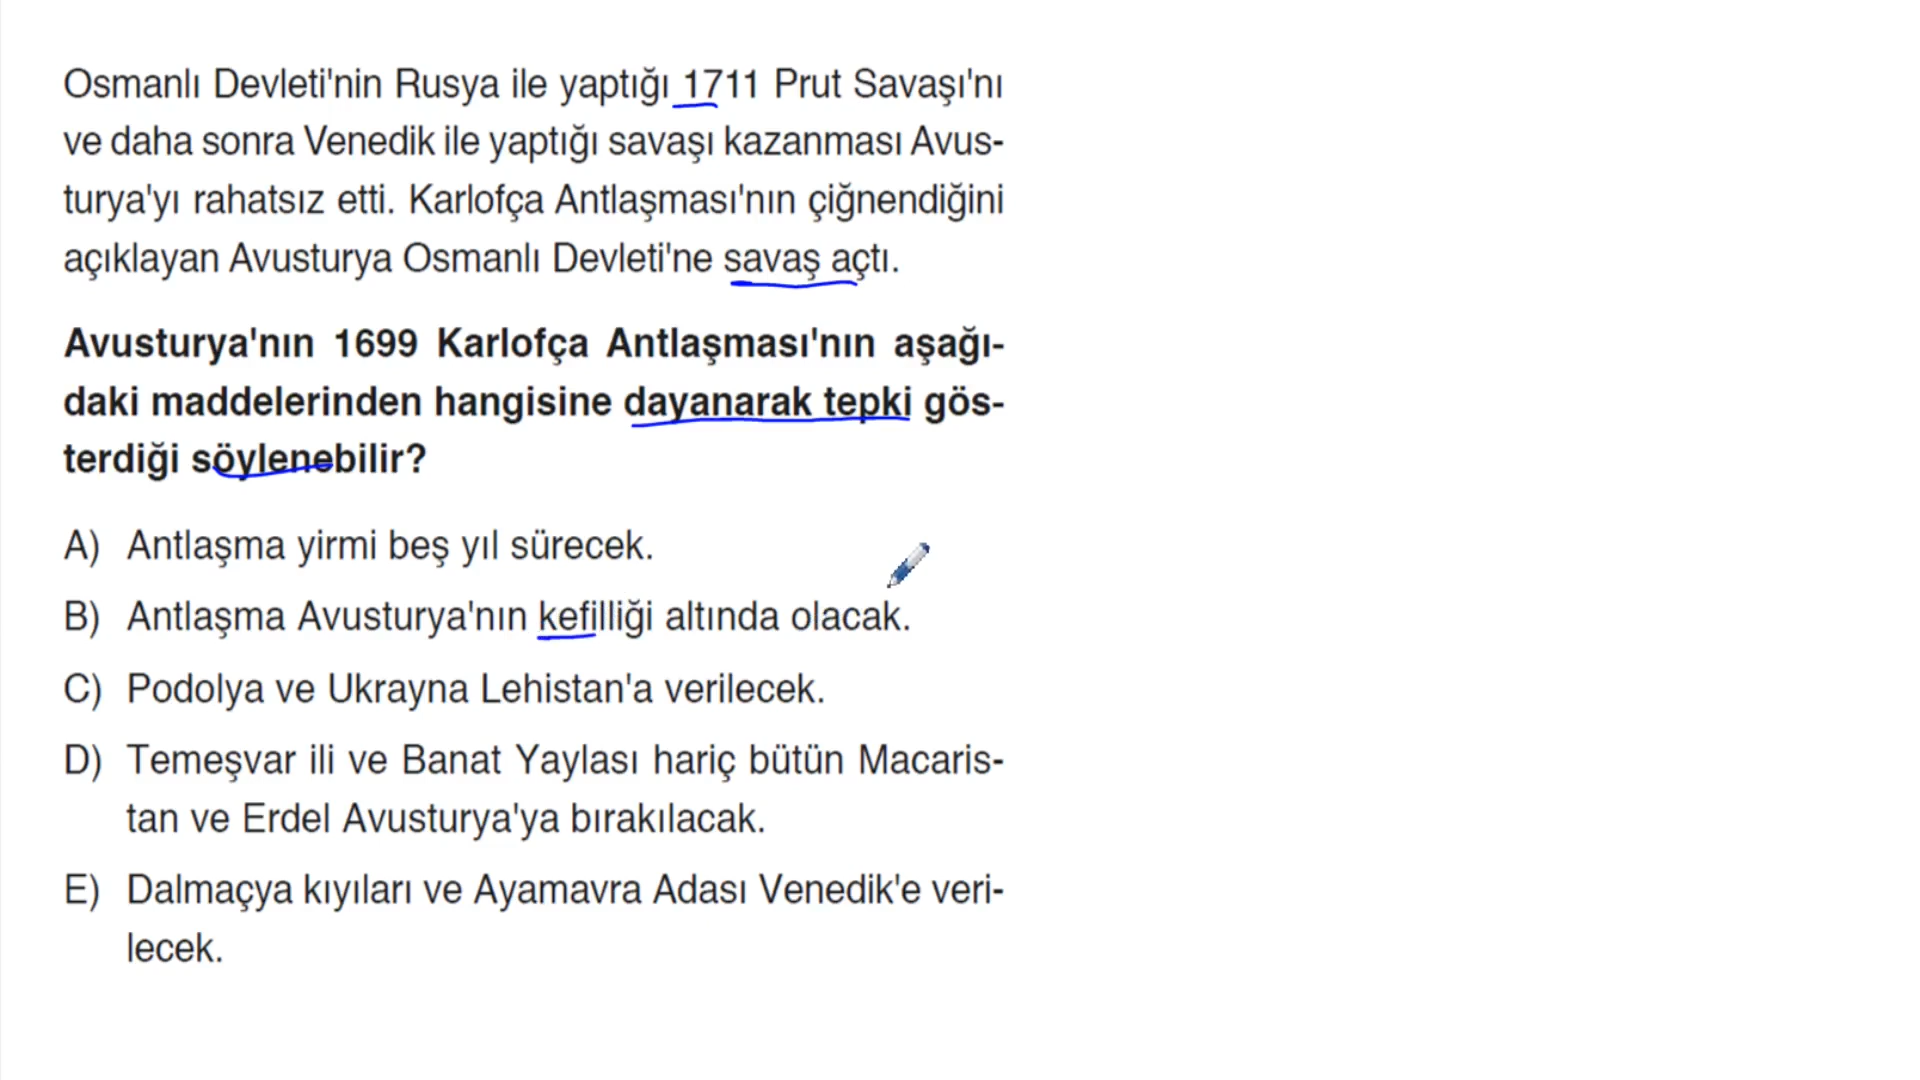 Osmanlı Devleti'nin Rusya ile yaptığı 1711 Prut Savaşı'nı
ve daha sonra Venedik ile yaptığı savaşı kazanması Avus-
turya'yı rahatsız etti. Karlofça Antlaşması'nın çiğnendiğini
açıklayan Avusturya Osmanlı Devleti'ne savaş açtı.
Avusturya'nın 1699 Karlofça Antlaşması'nın aşağı-
daki maddelerinden hangisine dayanarak tepki gös-
terdiği söylenebilir?
A) Antlaşma yirmi beş yıl sürecek.
B) Antlaşma Avusturya'nın kefilliği altında olacak.
C) Podolya ve Ukrayna Lehistan'a verilecek.
D) Temeşvar ili ve Banat Yaylası hariç bütün Macaris-
tan ve Erdel Avusturya'ya bırakılacak.
E) Dalmaçya kıyıları ve Ayamavra Adası Venedik'e veri-
lecek.